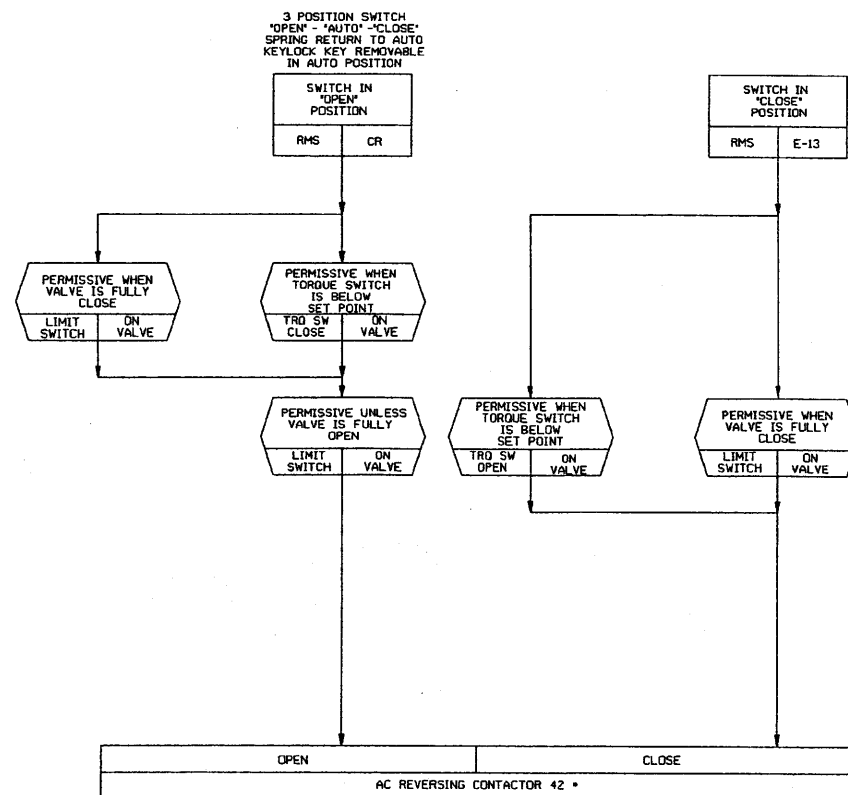 3 POSITION SWITCH
"OPEN" - "AUTO" -"CLOSE"
SPRING RETURN TO AUTO
KEYLOCK KEY REMOVABLE
IN AUTO POSITION
SWITCH IN
"OPEN"
POSITION
RMS CR
SWITCH IN
"CLOSE"
POSITION
RMS E-13
PERMISSIVE WHEN
VALVE IS FULLY
CLOSE
LIMIT SWITCH
ON VALVE
PERMISSIVE WHEN
TORQUE SWITCH
IS BELOW
SET POINT
TRQ SW CLOSE
ON VALVE
PERMISSIVE UNLESS
VALVE IS FULLY
OPEN
LIMIT SWITCH
ON VALVE
PERMISSIVE WHEN
TORQUE SWITCH
IS BELOW
SET POINT
TRQ SW OPEN
ON VALVE
PERMISSIVE WHEN
VALVE IS FULLY
CLOSE
LIMIT SWITCH
ON VALVE
OPEN CLOSE
AC REVERSING CONTACTOR 42 *